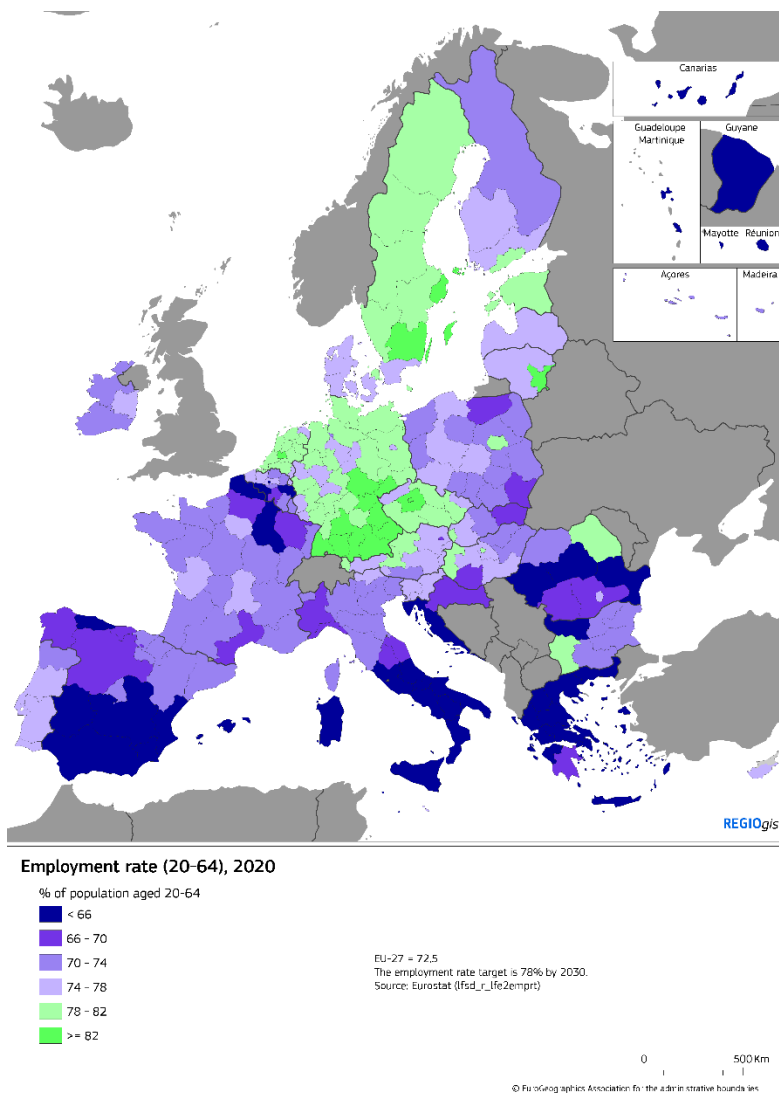 Canarias
Guadeloupe
Martinique
Guyane
Mayotte
Réunion
Açores
Madeira
REGIOgis
Employment rate (20-64), 2020
% of population aged 20-64
< 66
66 - 70
70 - 74
74 - 78
78 - 82
>= 82
EU-27 = 72,5
The employment rate target is 78% by 2030.
Source: Eurostat (lfsd_r_lfe2emprt)
0 500 Km
© EuroGeographics Association for the administrative boundaries